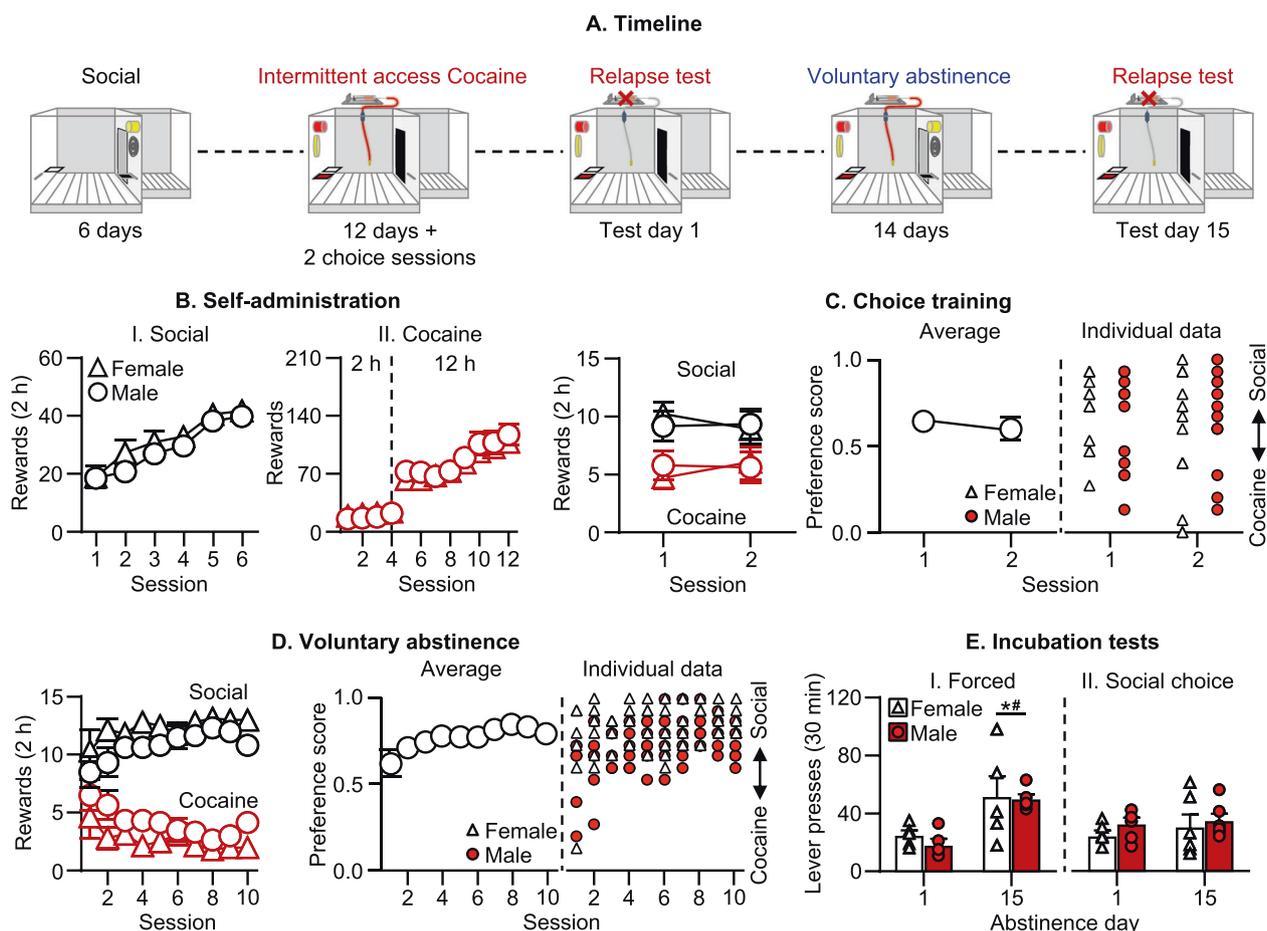 A. Timeline
Social
Intermittent access Cocaine
Relapse test
Voluntary abstinence
Relapse test
6 days
12 days +
2 choice sessions
Test day 1
14 days
Test day 15
B. Self-administration
I. Social
Rewards (2 h)
60
40
20
0
Female
Male
1 2 3 4 5 6
Session
II. Cocaine
Rewards
210
140
70
0
2 h
12 h
2 4 6 8 10 12
Session
C. Choice training
Rewards (2 h)
15
10
5
0
Social
Cocaine
1 2
Session
Average
Individual data
Preference score
1.0
0.5
0.0
Female
Male
1 2 1 2
Session
Social
Cocaine
D. Voluntary abstinence
Rewards (2 h)
15
10
5
0
Social
Cocaine
2 4 6 8 10
Session
Average
Individual data
Preference score
1.0
0.5
0.0
Female
Male
2 4 6 8 10 2 4 6 8 10
Session
Social
Cocaine
E. Incubation tests
I. Forced
II. Social choice
Lever presses (30 min)
120
80
40
0
Female
Male
*#
1 15 1 15
Abstinence day